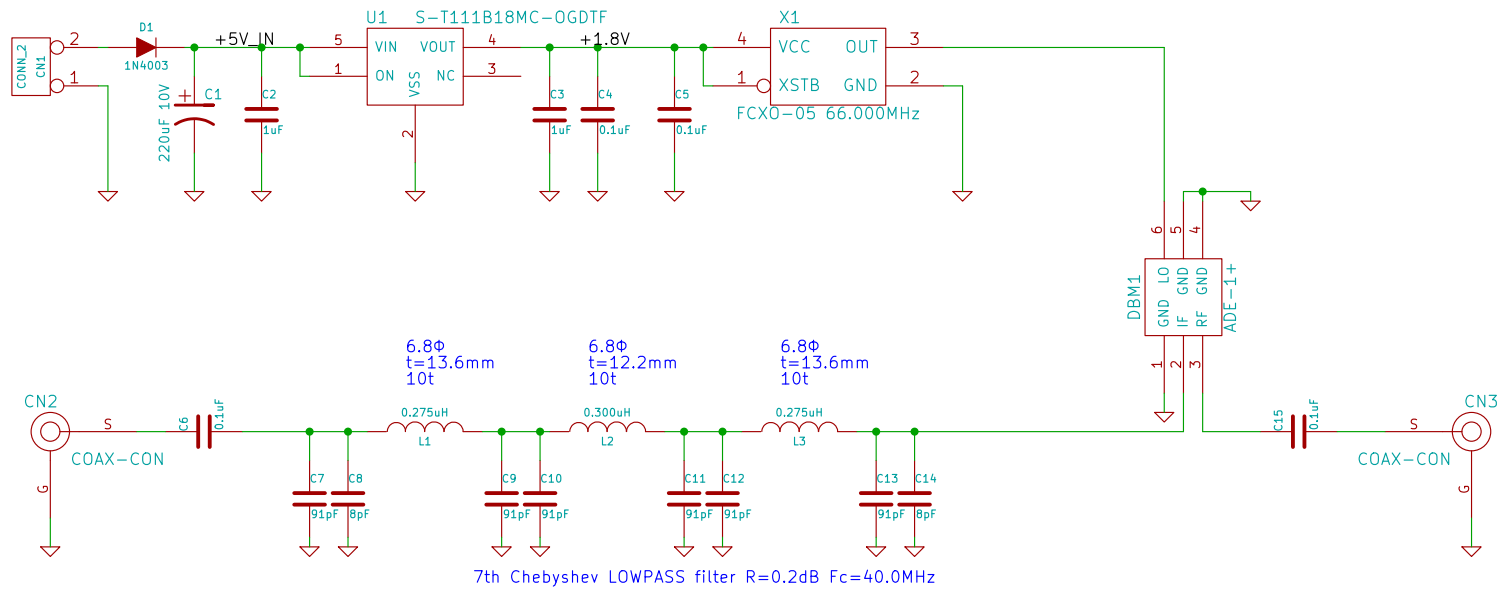 CONN_2
CN1
2
1
D1
1N4003
+5V_IN
+
C1
220uF 10V
C2
1uF
U1 S-T111B18MC-OGDTF
5 VIN VOUT 4
1 ON NC 3
VSS
2
+1.8V
C3
1uF
C4
0.1uF
C5
0.1uF
X1
4 VCC OUT 3
1 XSTB GND 2
FCXO-05 66.000MHz
6 5 4
LO GND GND
DBM1
ADE-1+
GND IF RF
1 2 3
6.8Φ
t=13.6mm
10t
6.8Φ
t=12.2mm
10t
6.8Φ
t=13.6mm
10t
CN2
S
COAX-CON
G
C6
0.1uF
0.275uH
L1
0.300uH
L2
0.275uH
L3
C7
91pF
C8
8pF
C9
91pF
C10
91pF
C11
91pF
C12
91pF
C13
91pF
C14
8pF
C15
0.1uF
CN3
S
COAX-CON
G
7th Chebyshev LOWPASS filter R=0.2dB Fc=40.0MHz